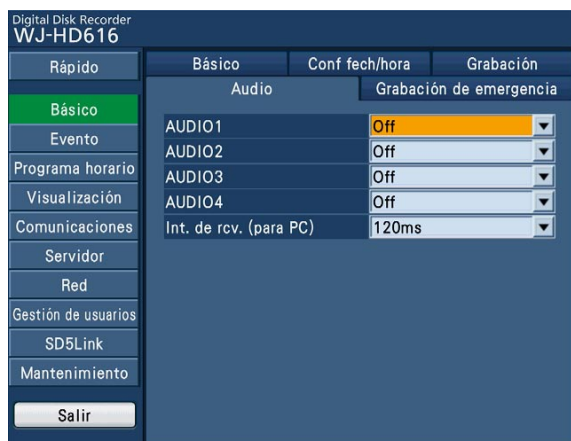 Digital Disk Recorder
WJ-HD616
Rápido
Básico
Evento
Programa horario
Visualización
Comunicaciones
Servidor
Red
Gestión de usuarios
SD5Link
Mantenimiento
Salir
Básico Conf fech/hora Grabación
Audio Grabación de emergencia
AUDIO1 Off
AUDIO2 Off
AUDIO3 Off
AUDIO4 Off
Int. de rcv. (para PC) 120ms